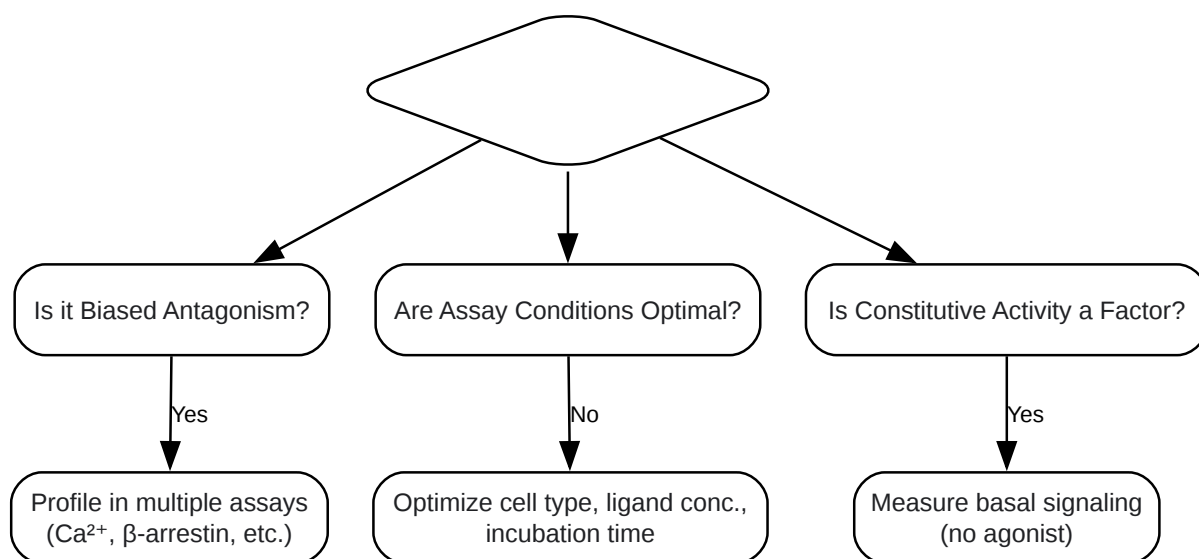 Is it Biased Antagonism?
Are Assay Conditions Optimal?
Is Constitutive Activity a Factor?
Yes
No
Yes
Profile in multiple assays
(Ca²⁺, β-arrestin, etc.)
Optimize cell type, ligand conc.,
incubation time
Measure basal signaling
(no agonist)